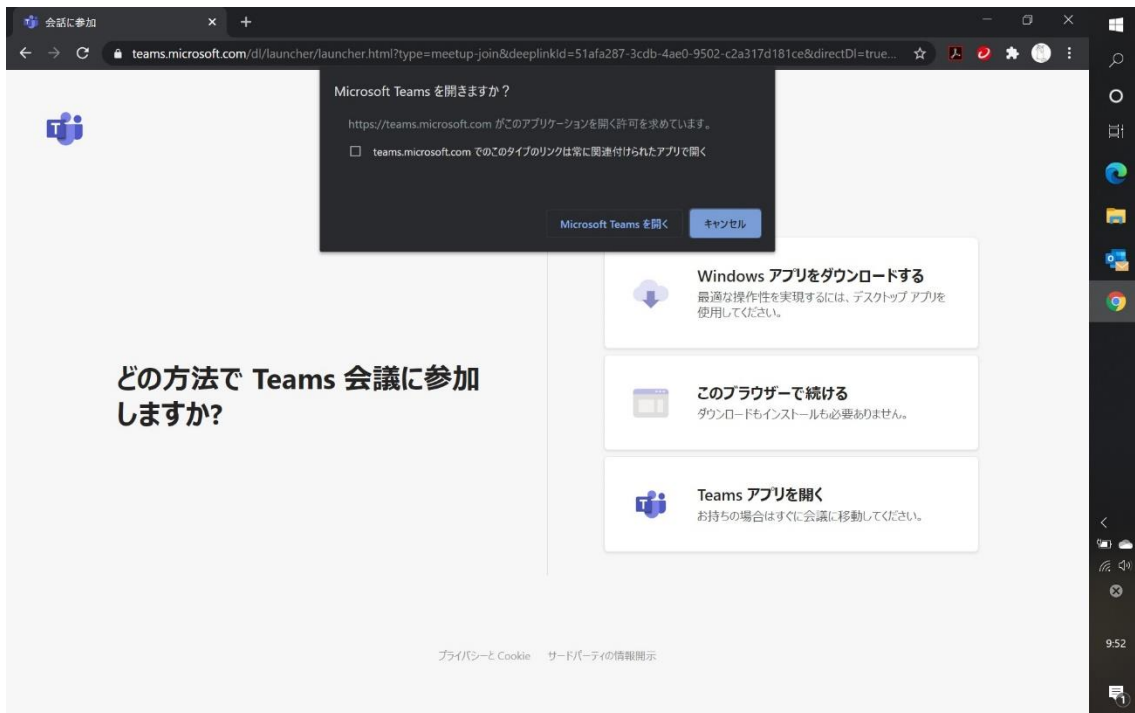 会話に参加
teams.microsoft.com/dl/launcher/launcher.html?type=meetup-join&deeplinkId=51afa287-3cdb-4ae0-9502-c2a317d181ce&directDl=true...
Microsoft Teams を開きますか？
https://teams.microsoft.com がこのアプリケーションを開く許可を求めています。
teams.microsoft.com でのこのタイプのリンクは常に関連付けられたアプリで開く
Microsoft Teams を開く
キャンセル
どの方法で Teams 会議に参加
しますか?
Windows アプリをダウンロードする
最適な操作性を実現するには、デスクトップ アプリを
使用してください。
このブラウザーで続ける
ダウンロードもインストールも必要ありません。
Teams アプリを開く
お持ちの場合はすぐに会議に移動してください。
プライバシーと Cookie
サードパーティの情報開示
9:52
1